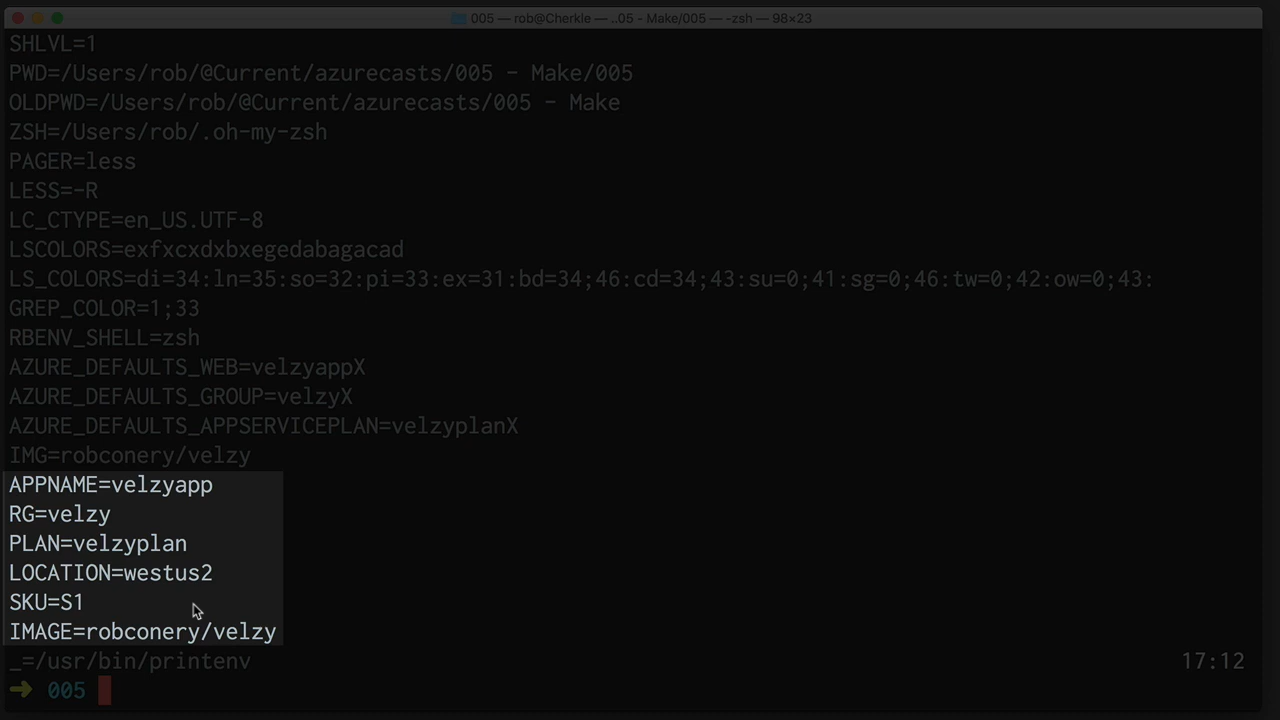 005 — rob@Cherkle — ..05 - Make/005 — -zsh — 98×23
SHLVL=1
PWD=/Users/rob/@Current/azurecasts/005 - Make/005
OLDPWD=/Users/rob/@Current/azurecasts/005 - Make
ZSH=/Users/rob/.oh-my-zsh
PAGER=less
LESS=-R
LC_CTYPE=en_US.UTF-8
LSCOLORS=exfxcxdxbxegedabagacad
LS_COLORS=di=34:ln=35:so=32:pi=33:ex=31:bd=34;46:cd=34;43:su=0;41:sg=0;46:tw=0;42:ow=0;43:
GREP_COLOR=1;33
RBENV_SHELL=zsh
AZURE_DEFAULTS_WEB=velzyappX
AZURE_DEFAULTS_GROUP=velzyX
AZURE_DEFAULTS_APPSERVICEPLAN=velzyplanX
IMG=robconery/velzy
APPNAME=velzyapp
RG=velzy
PLAN=velzyplan
LOCATION=westus2
SKU=S1
IMAGE=robconery/velzy
_=/usr/bin/printenv
17:12
➜ 005